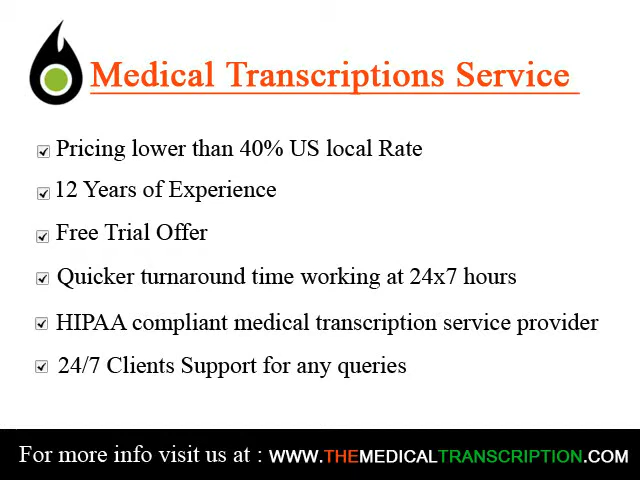 Medical Transcriptions Service
Pricing lower than 40% US local Rate
12 Years of Experience
Free Trial Offer
Quicker turnaround time working at 24x7 hours
HIPAA compliant medical transcription service provider
24/7 Clients Support for any queries
For more info visit us at : WWW.THEMEDICALTRANSCRIPTION.COM